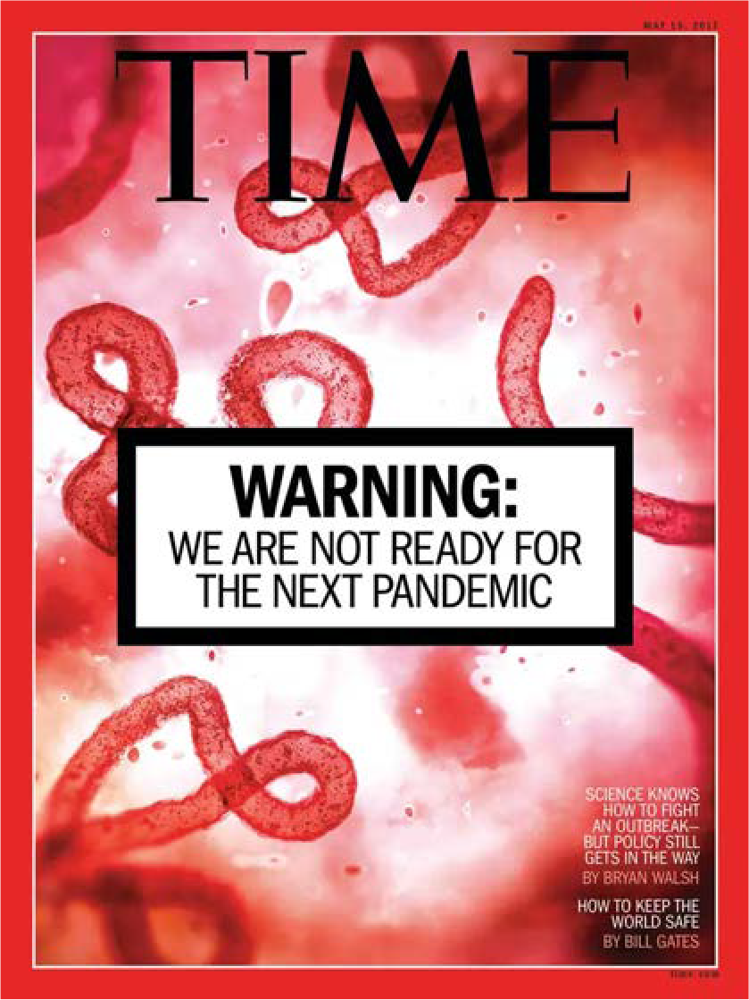 MAY 15, 2017
TIME
WARNING:
WE ARE NOT READY FOR
THE NEXT PANDEMIC
SCIENCE KNOWS
HOW TO FIGHT
AN OUTBREAK—
BUT POLICY STILL
GETS IN THE WAY
BY BRYAN WALSH
HOW TO KEEP THE
WORLD SAFE
BY BILL GATES
time.com